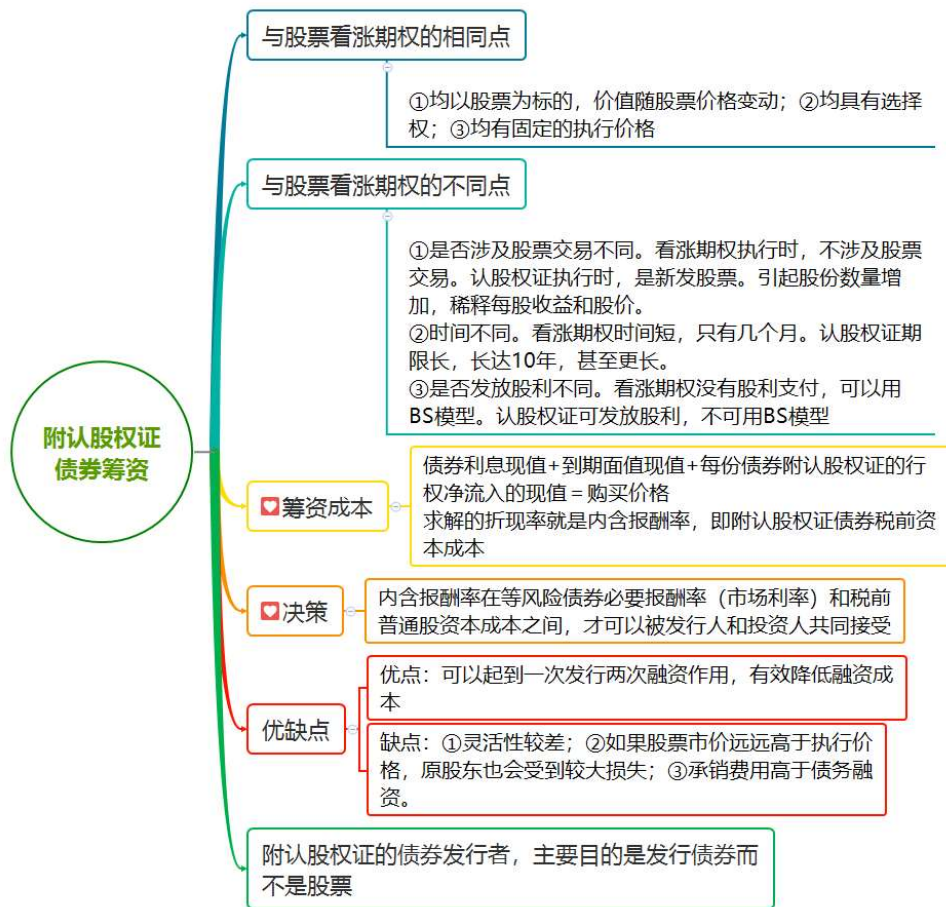 与股票看涨期权的相同点
①均以股票为标的，价值随股票价格变动；②均具有选择
权；③均有固定的执行价格
与股票看涨期权的不同点
①是否涉及股票交易不同。看涨期权执行时，不涉及股票
交易。认股权证执行时，是新发股票。引起股份数量增
加，稀释每股收益和股价。
②时间不同。看涨期权时间短，只有几个月。认股权证期
限长，长达10年，甚至更长。
③是否发放股利不同。看涨期权没有股利支付，可以用
BS模型。认股权证可发放股利，不可用BS模型
附认股权证
债券筹资
筹资成本
债券利息现值+到期面值现值+每份债券附认股权证的行
权净流入的现值=购买价格
求解的折现率就是内含报酬率，即附认股权证债券税前资
本成本
决策
内含报酬率在等风险债券必要报酬率（市场利率）和税前
普通股资本成本之间，才可以被发行人和投资人共同接受
优缺点
优点：可以起到一次发行两次融资作用，有效降低融资成
本
缺点：①灵活性较差；②如果股票市价远远高于执行价
格，原股东也会受到较大损失；③承销费用高于债务融
资。
附认股权证的债券发行者，主要目的是发行债券而
不是股票